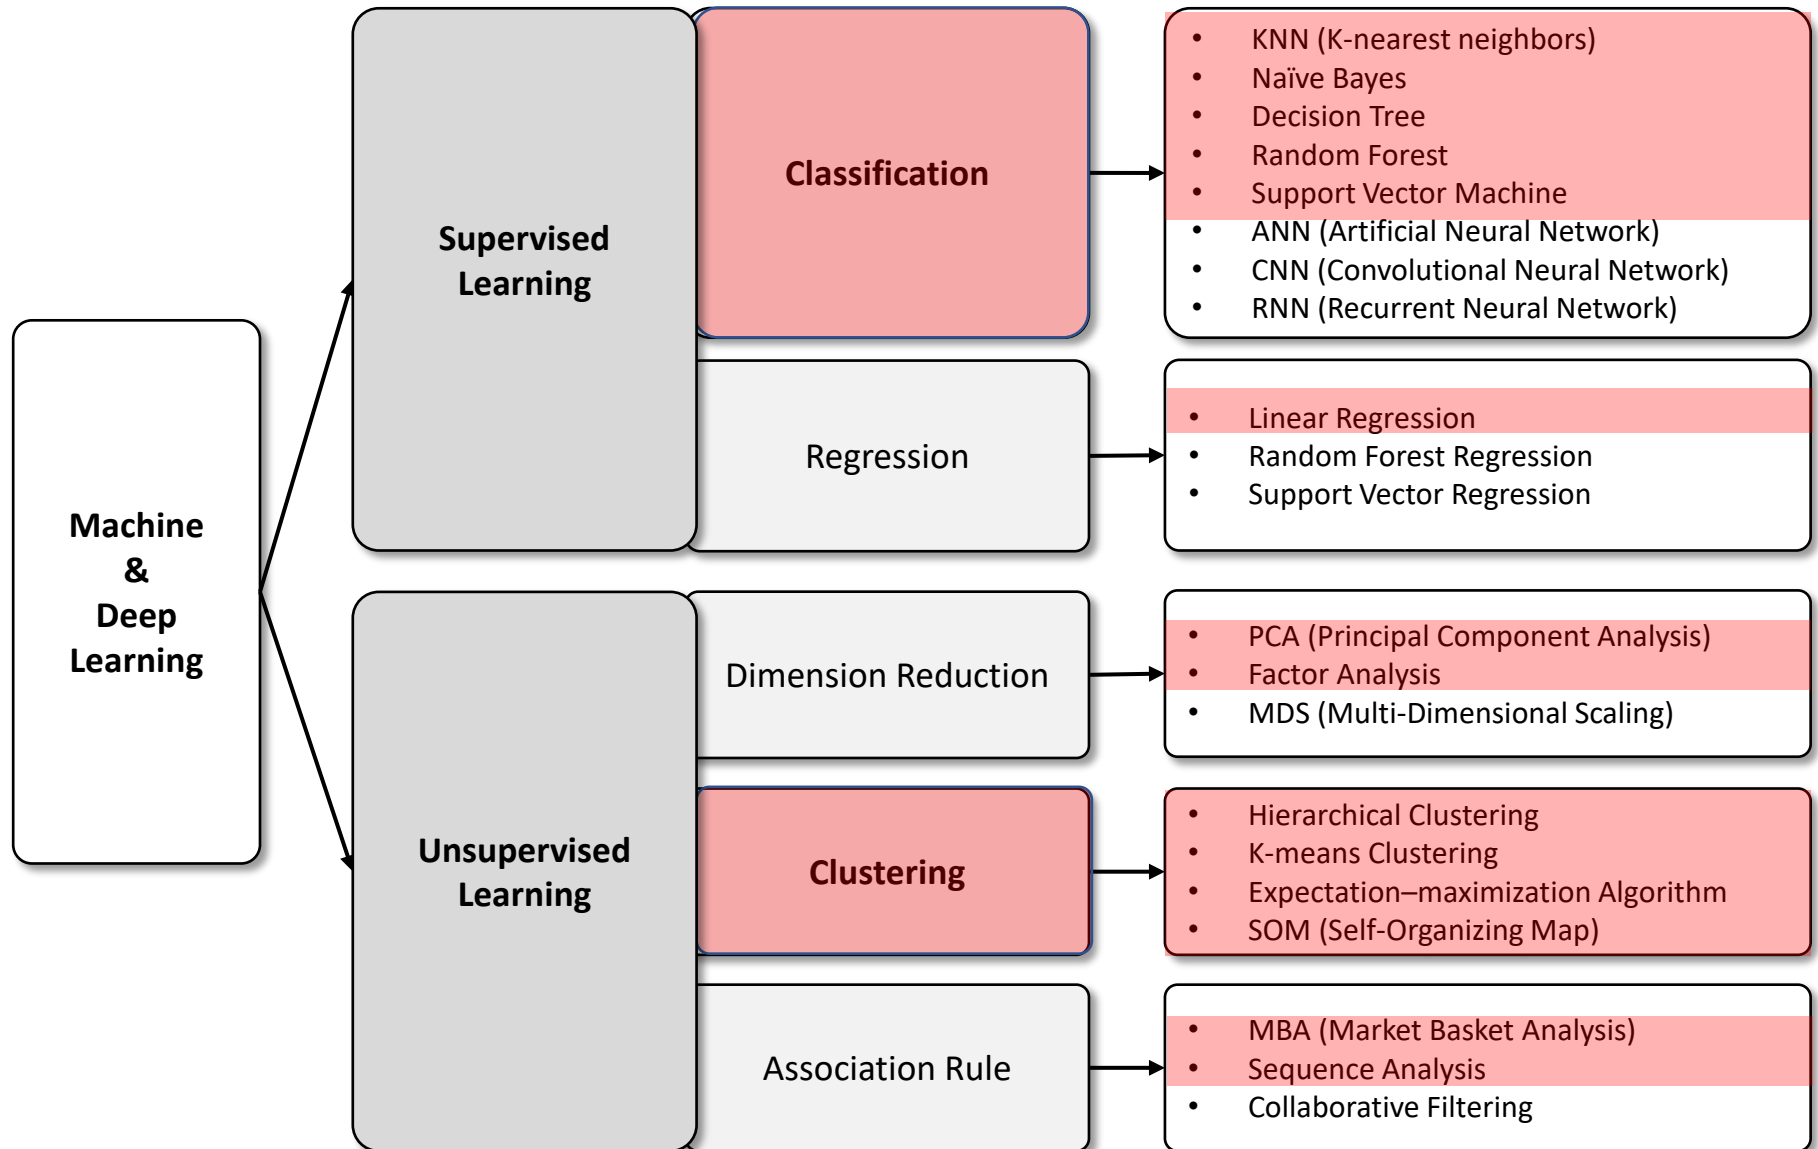 Machine
&
Deep
Learning
Supervised
Learning
Classification
• KNN (K-nearest neighbors)
• Naïve Bayes
• Decision Tree
• Random Forest
• Support Vector Machine
• ANN (Artificial Neural Network)
• CNN (Convolutional Neural Network)
• RNN (Recurrent Neural Network)
Regression
• Linear Regression
• Random Forest Regression
• Support Vector Regression
Unsupervised
Learning
Dimension Reduction
• PCA (Principal Component Analysis)
• Factor Analysis
• MDS (Multi-Dimensional Scaling)
Clustering
• Hierarchical Clustering
• K-means Clustering
• Expectation–maximization Algorithm
• SOM (Self-Organizing Map)
Association Rule
• MBA (Market Basket Analysis)
• Sequence Analysis
• Collaborative Filtering